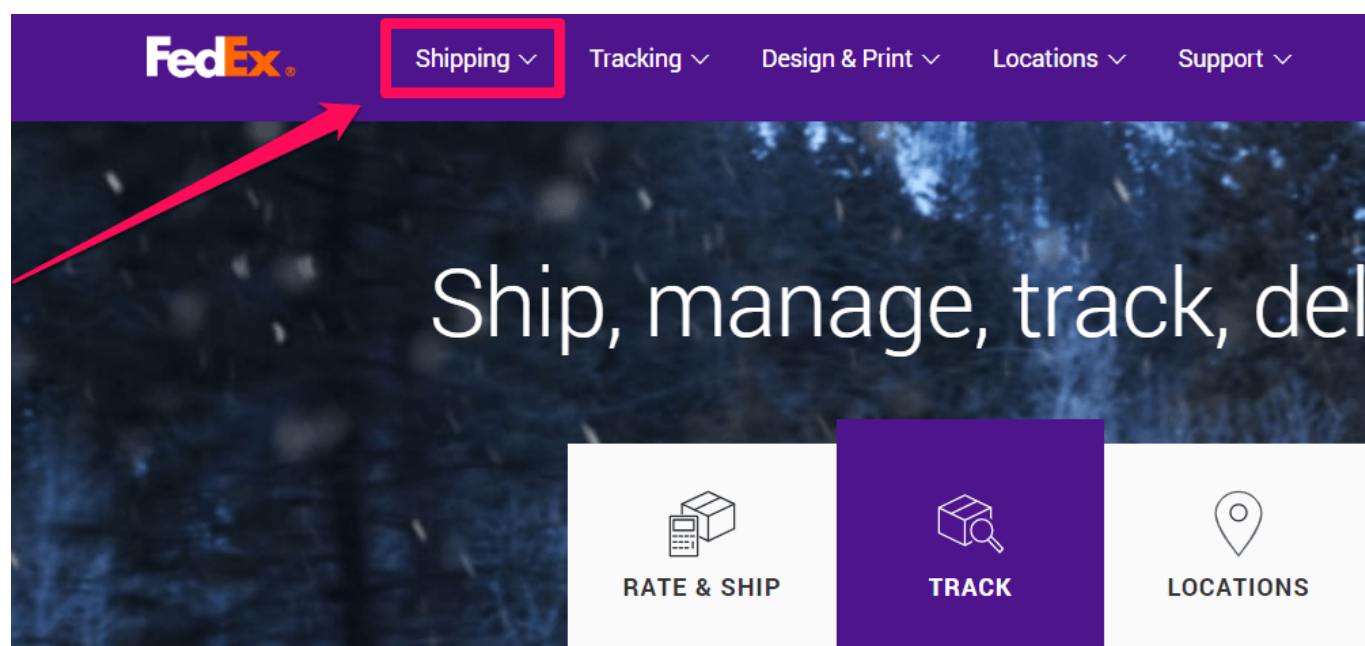 FedEx® Shipping Tracking Design & Print Locations Support
Ship, manage, track, del
RATE & SHIP TRACK LOCATIONS